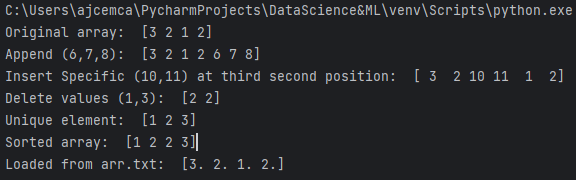 C:\Users\ajcemca\PycharmProjects\DataScience&ML\venv\Scripts\python.exe
Original array:  [3 2 1 2]
Append (6,7,8):  [3 2 1 2 6 7 8]
Insert Specific (10,11) at third second position:  [ 3  2 10 11  1  2]
Delete values (1,3):  [2 2]
Unique element:  [1 2 3]
Sorted array:  [1 2 2 3]
Loaded from arr.txt:  [3. 2. 1. 2.]